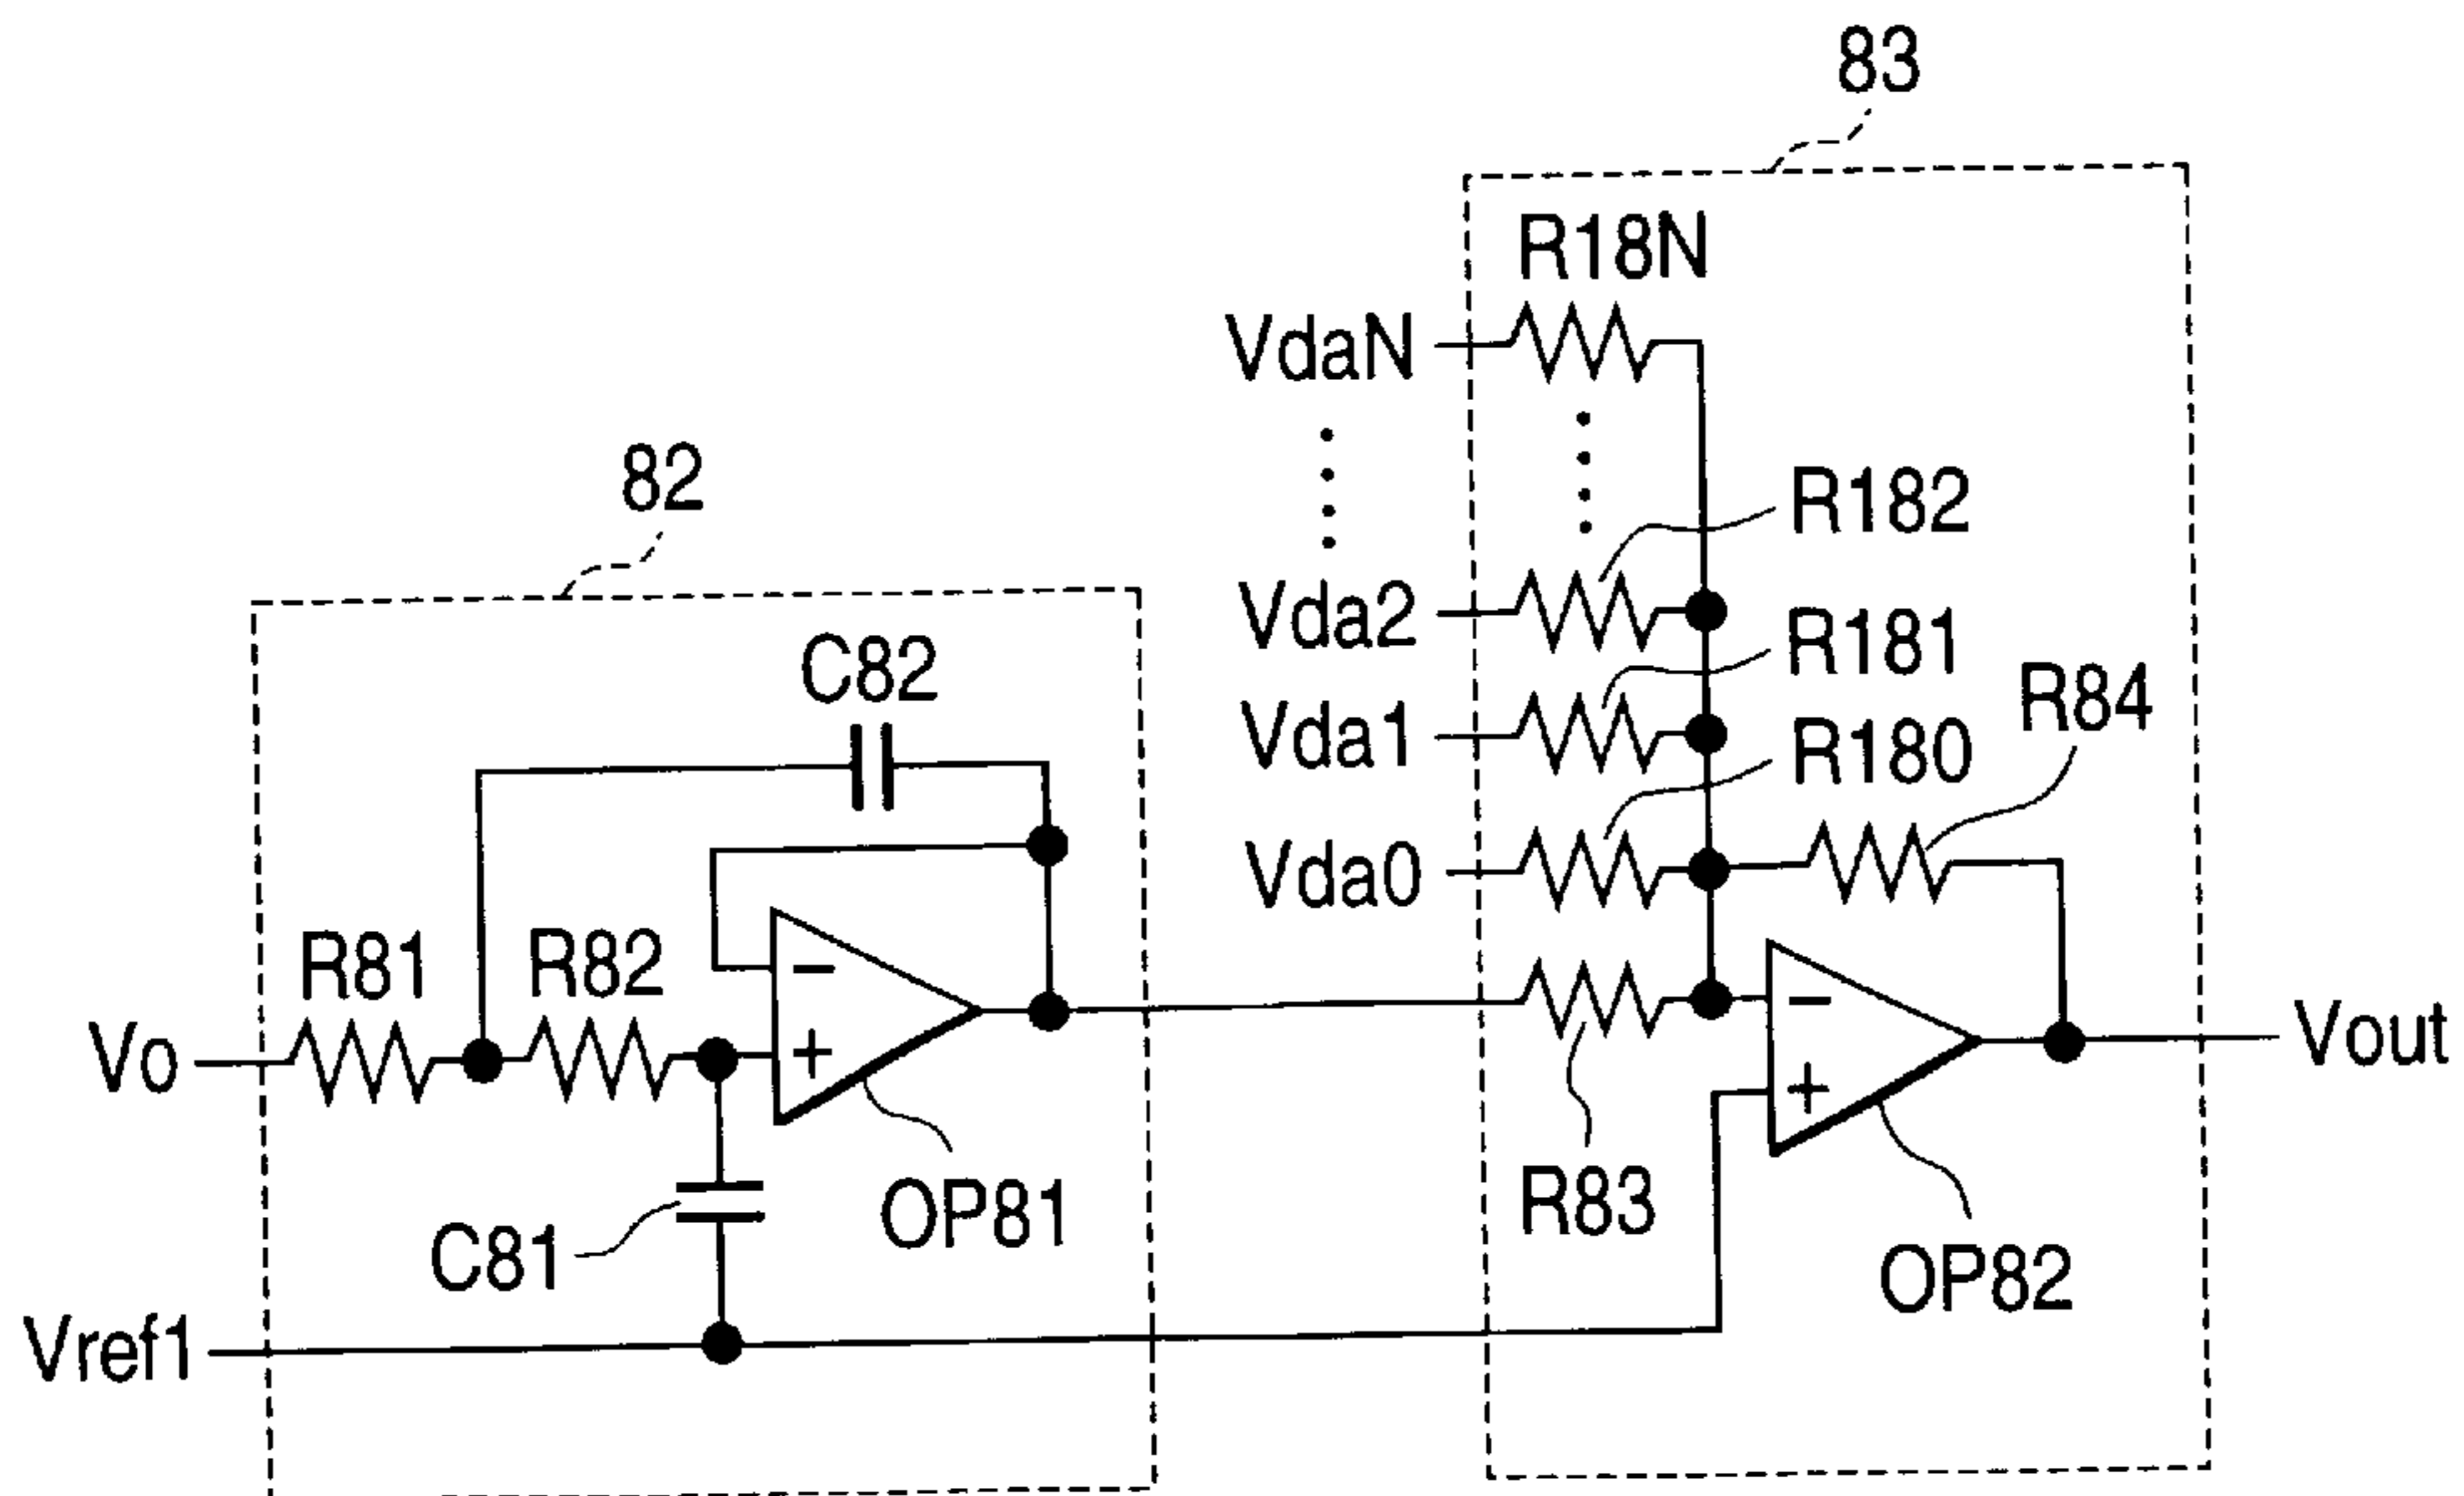 83
R18N
VdaN
82
R182
Vda2
R181
C82
R84
Vda1
R180
Vda0
R81
R82
−
−
Vo
+
Vout
+
R83
OP81
C81
OP82
Vref1